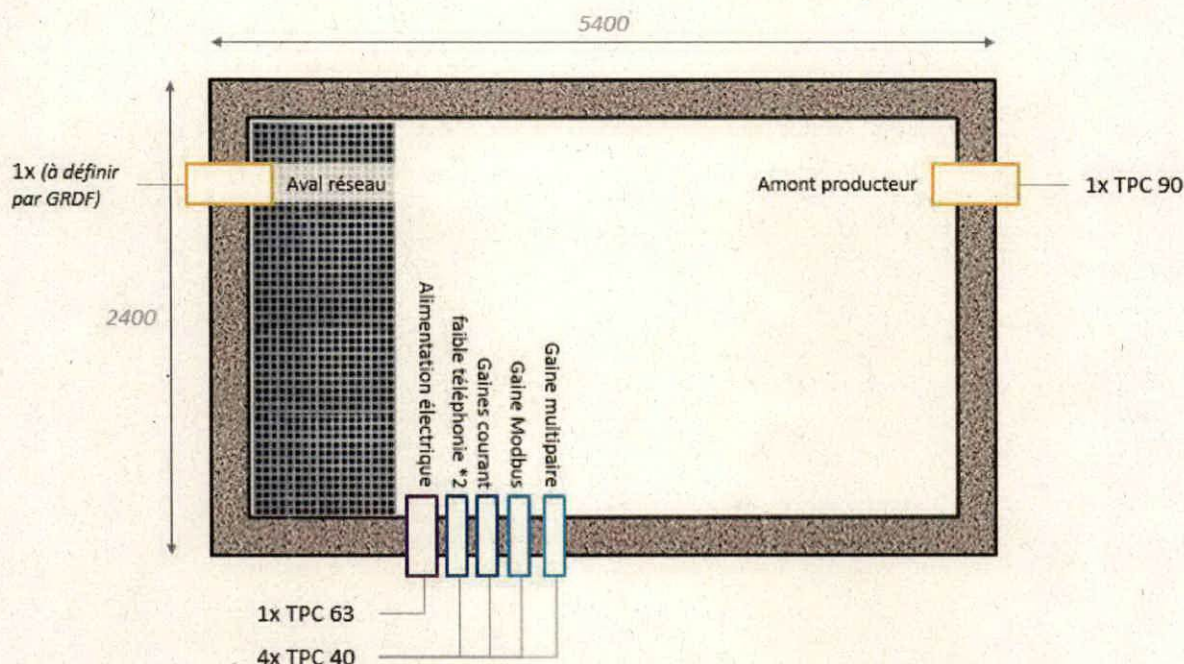 5400
1x (à définir
par GRDF)
Aval réseau
Amont producteur
1x TPC 90
2400
Alimentation électrique
faible téléphonie *2
Gaines courant
Gaine Modbus
Gaine multipaire
1x TPC 63
4x TPC 40